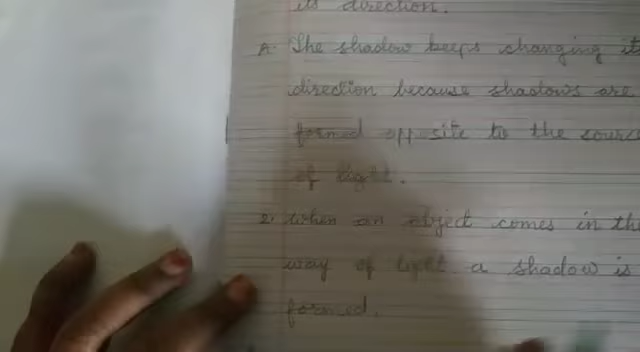 its direction.
A. The shadow keeps changing its
direction because shadows are
formed opposite to the source
of light.
2. When an object comes in the
way of light a shadow is
formed.